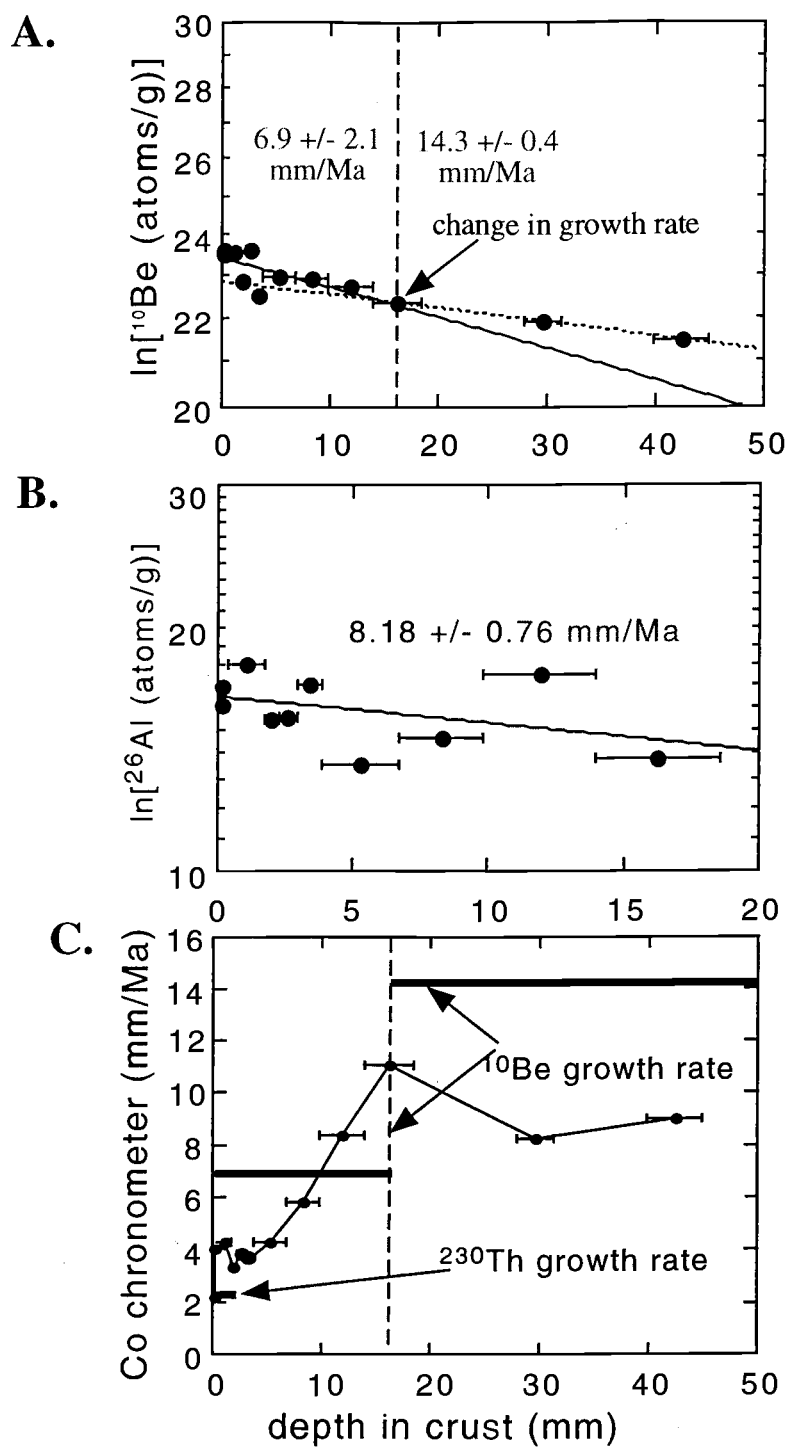 A.
ln[¹⁰Be (atoms/g)]
30
28
26
24
22
20
6.9 +/- 2.1
mm/Ma
14.3 +/- 0.4
mm/Ma
change in growth rate
0 10 20 30 40 50
B.
ln[²⁶Al (atoms/g)]
30
20
10
8.18 +/- 0.76 mm/Ma
0 5 10 15 20
C.
Co chronometer (mm/Ma)
16
14
12
10
8
6
4
2
0
¹⁰Be growth rate
²³⁰Th growth rate
0 10 20 30 40 50
depth in crust (mm)